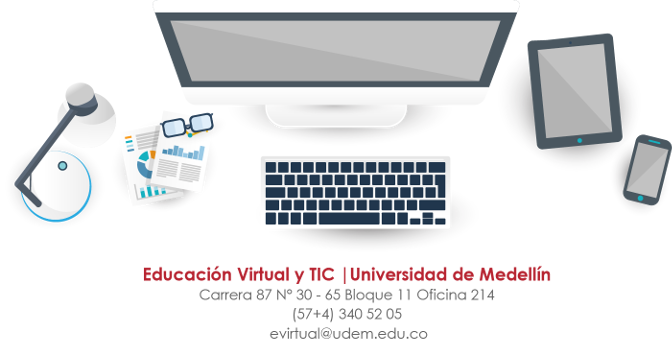 Educación Virtual y TIC | Universidad de Medellín
Carrera 87 N° 30 - 65 Bloque 11 Oficina 214
(57+4) 340 52 05
evirtual@udem.edu.co